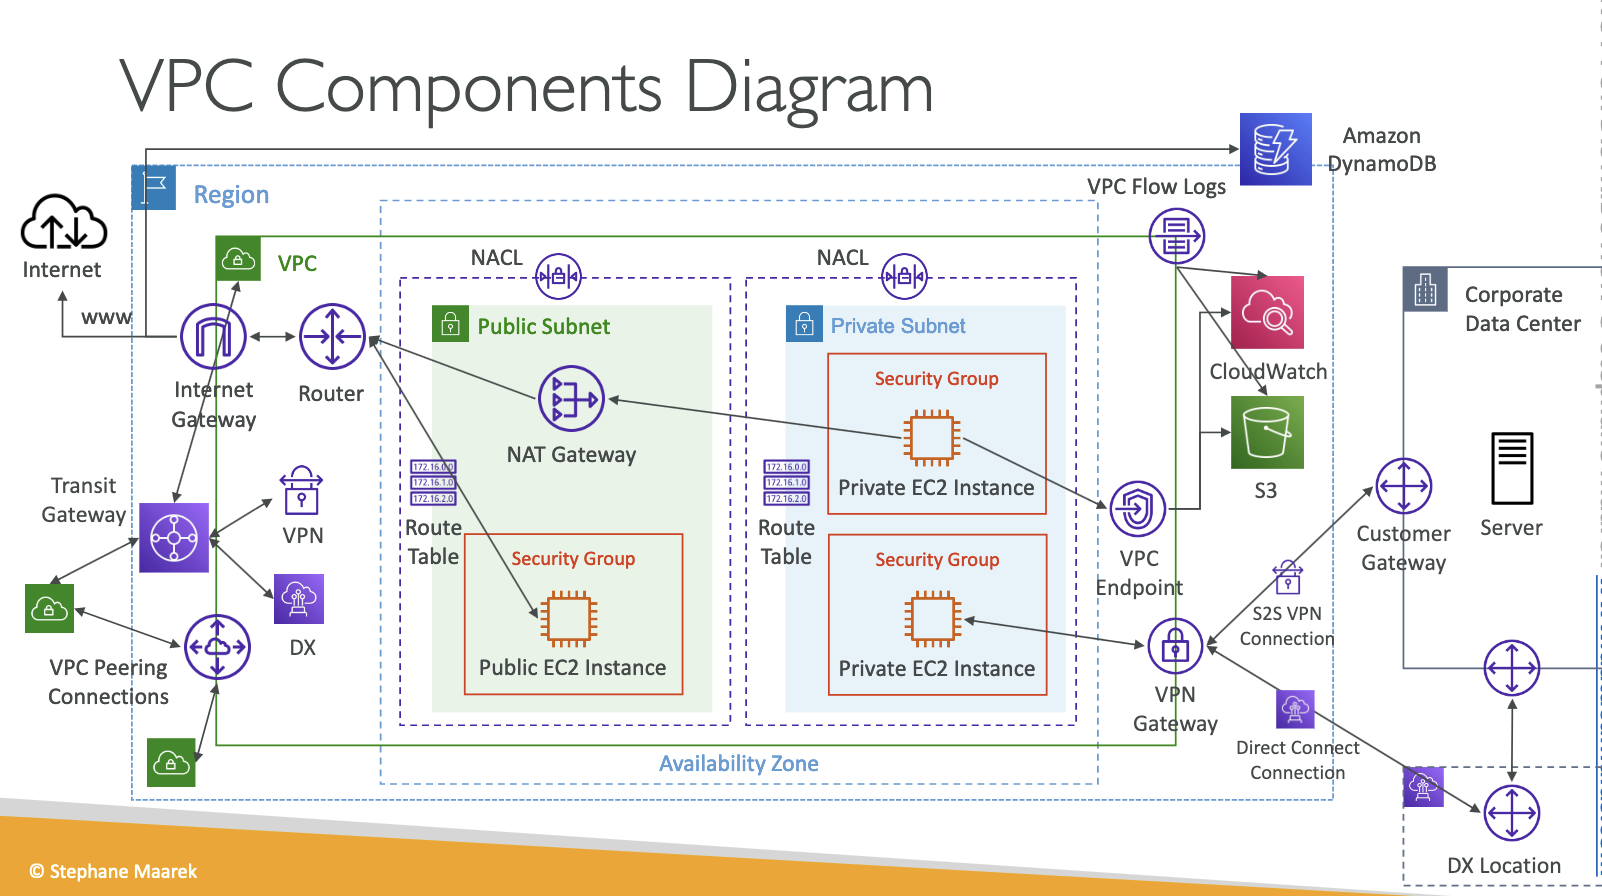 VPC Components Diagram
Amazon
DynamoDB
VPC Flow Logs
Region
Internet
www
VPC
NACL
NACL
Corporate
Data Center
Public Subnet
Private Subnet
Internet
Gateway
Router
Security Group
CloudWatch
NAT Gateway
172.16.0.0
172.16.1.0
172.16.2.0
Route
Table
172.16.0.0
172.16.1.0
172.16.2.0
Route
Table
Private EC2 Instance
S3
Transit
Gateway
VPN
Server
Customer
Gateway
VPC
Endpoint
Security Group
Security Group
S2S VPN
Connection
DX
VPC Peering
Connections
Public EC2 Instance
Private EC2 Instance
VPN
Gateway
Direct Connect
Connection
Availability Zone
DX Location
© Stephane Maarek